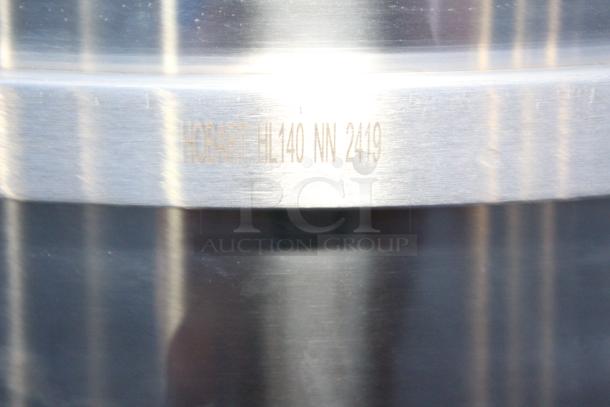 HOBART HL140 NN 2419
PCi
AUCTION GROUP